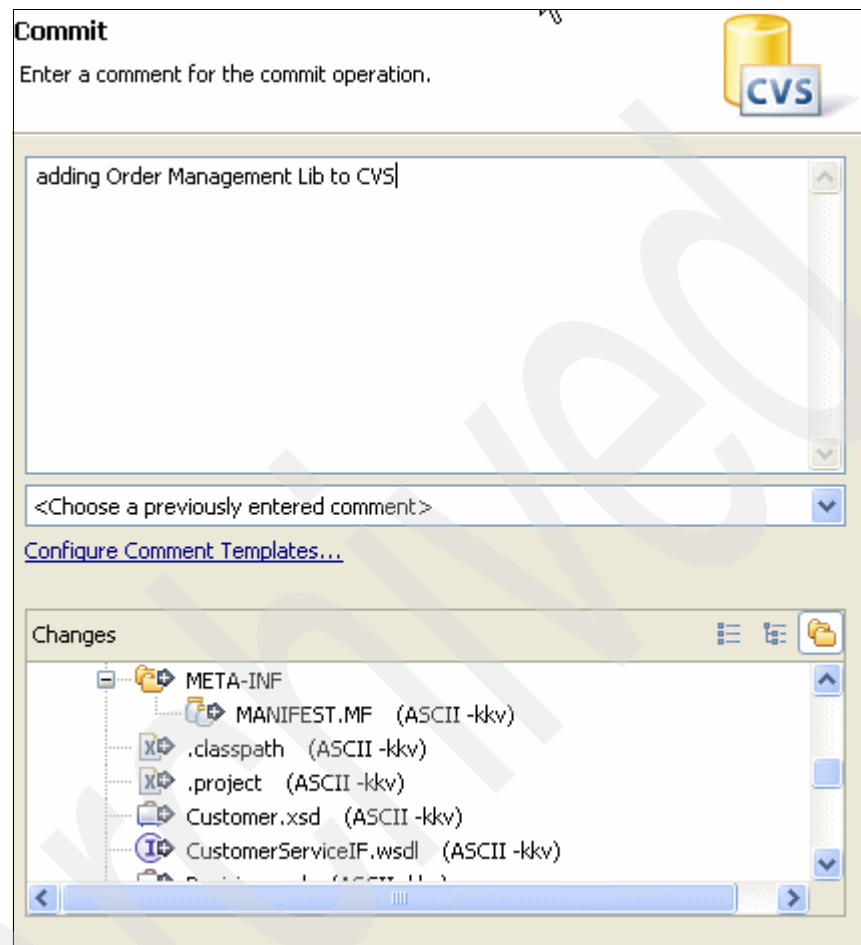 Commit
Enter a comment for the commit operation.
CVS
adding Order Management Lib to CVS
<Choose a previously entered comment>
Configure Comment Templates...
Changes
META-INF
MANIFEST.MF (ASCII -kkv)
.classpath (ASCII -kkv)
.project (ASCII -kkv)
Customer.xsd (ASCII -kkv)
CustomerServiceIF.wsdl (ASCII -kkv)